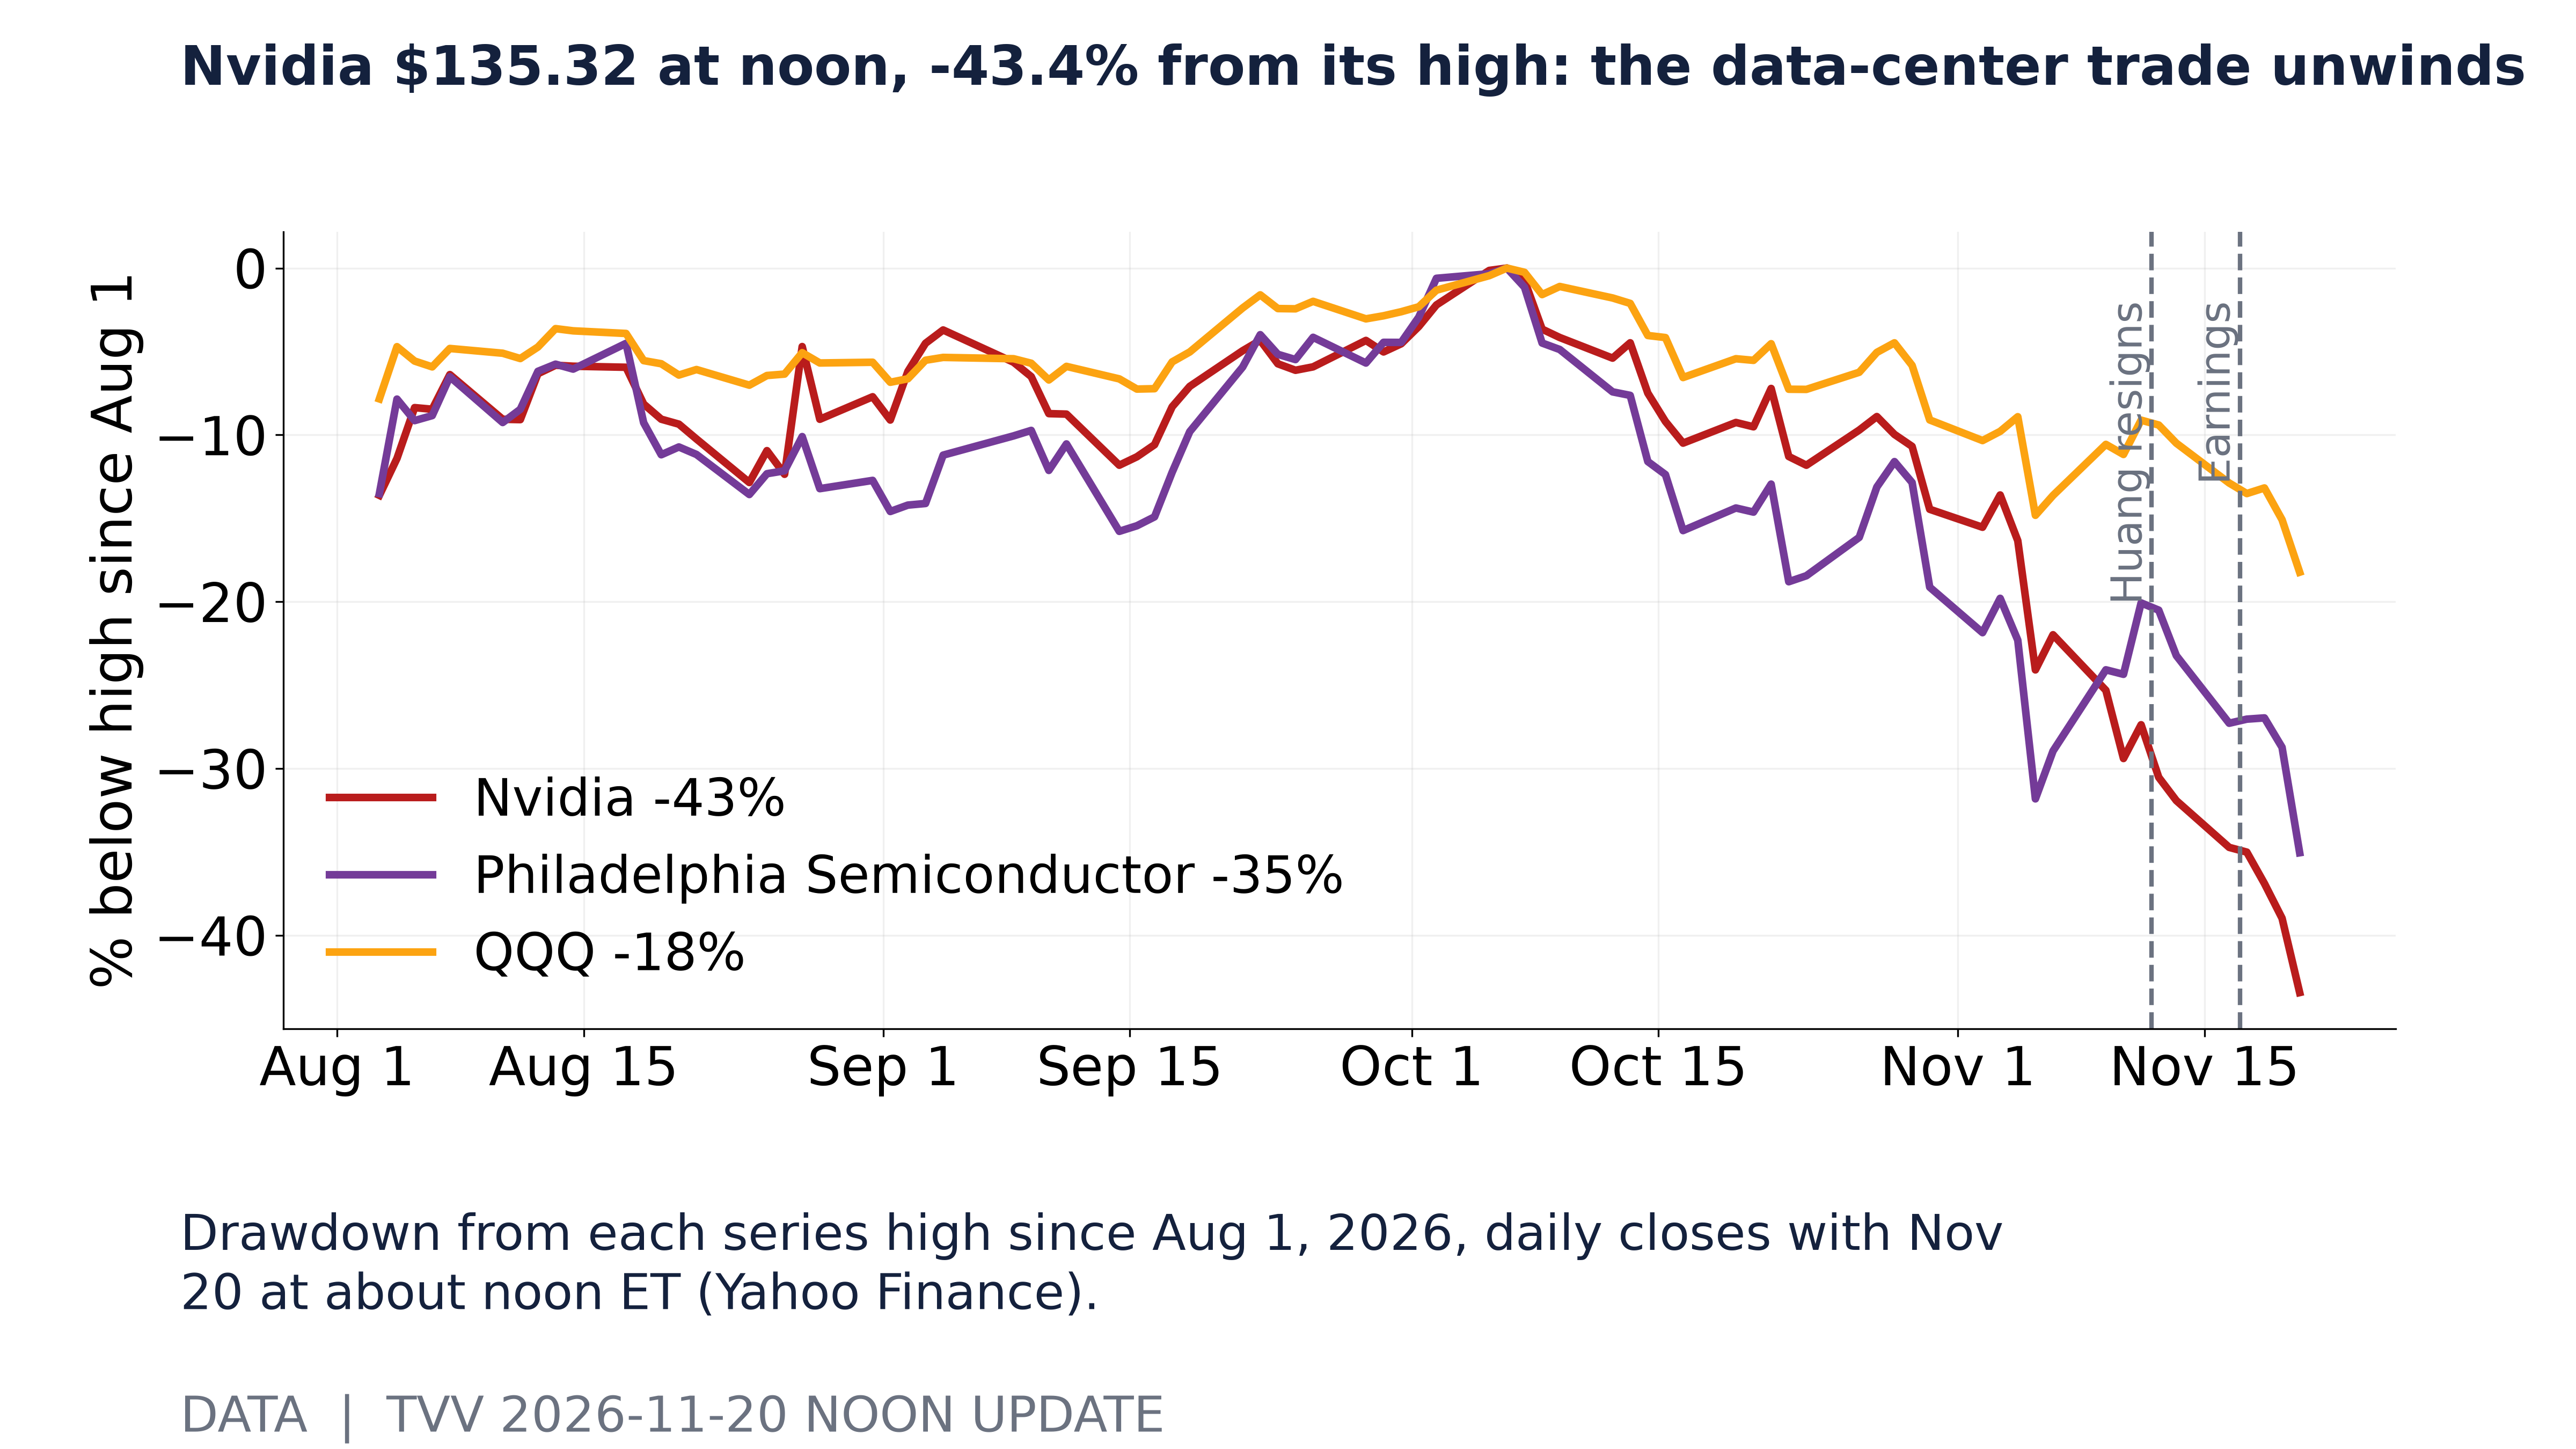 Nvidia $135.32 at noon, -43.4% from its high: the data-center trade unwinds
% below high since Aug 1
0
−10
−20
−30
−40
Huang resigns
Earnings
Nvidia -43%
Philadelphia Semiconductor -35%
QQQ -18%
Aug 1
Aug 15
Sep 1
Sep 15
Oct 1
Oct 15
Nov 1
Nov 15
Drawdown from each series high since Aug 1, 2026, daily closes with Nov
20 at about noon ET (Yahoo Finance).
DATA | TVV 2026-11-20 NOON UPDATE